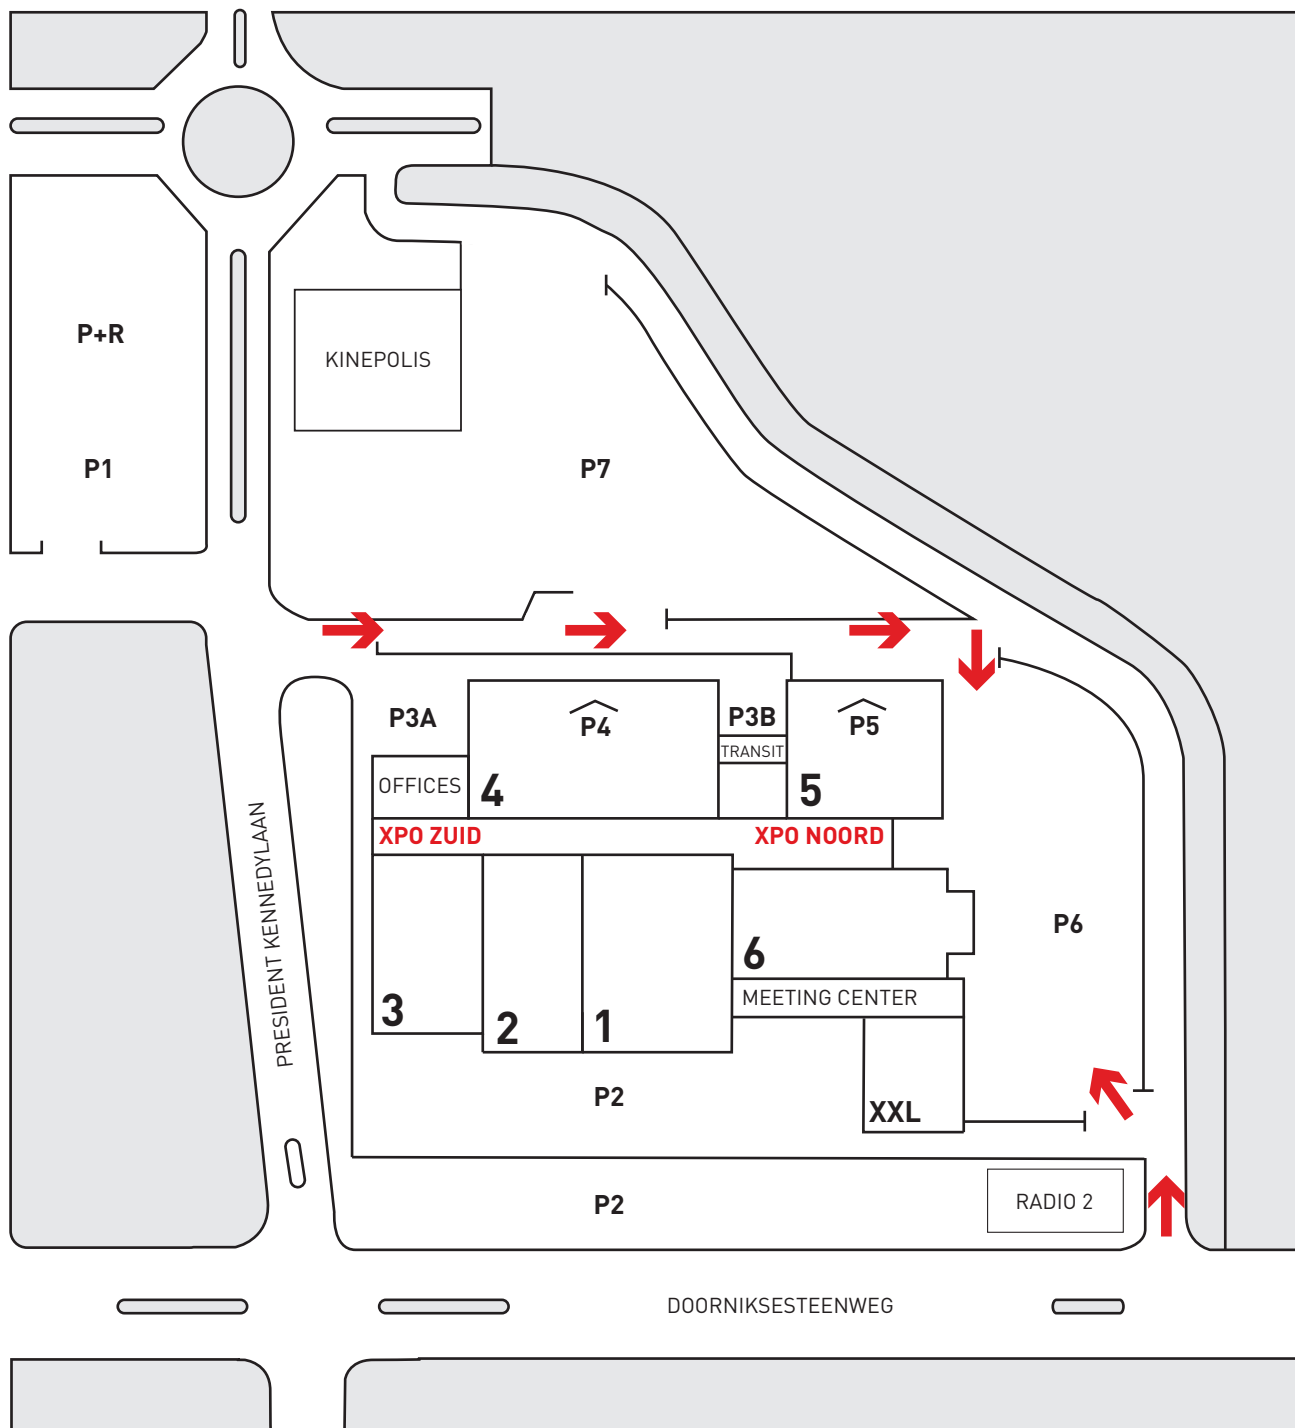 P+R
KINEPOLIS
P1
P7
P3A
P4
P3B
P5
TRANSIT
OFFICES
4
5
XPO ZUID
XPO NOORD
PRESIDENT KENNEDYLAAN
P6
6
MEETING CENTER
3
2
1
P2
XXL
P2
RADIO 2
DOORNIKSESTEENWEG